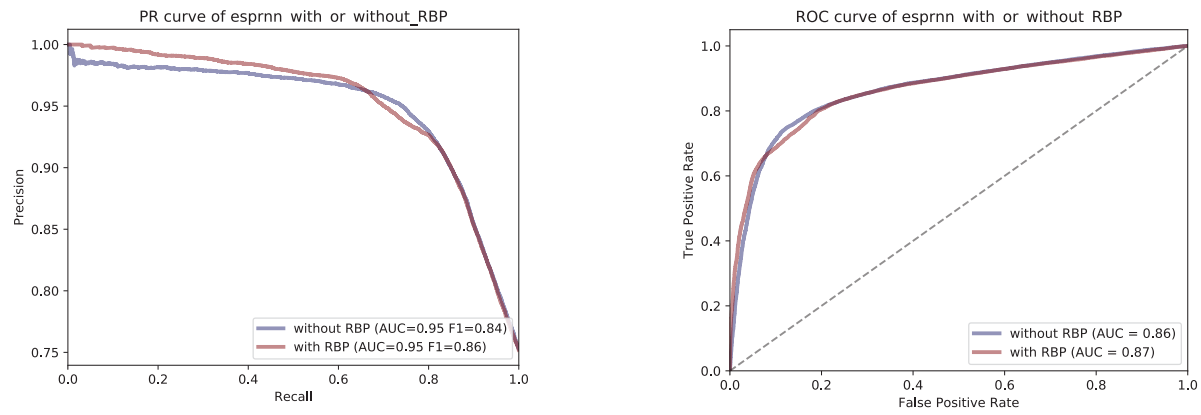 PR curve of esprnn with or without_RBP
1.00
0.95
0.90
0.85
0.80
0.75
Precision
without RBP (AUC=0.95 F1=0.84)
with RBP (AUC=0.95 F1=0.86)
0.0 0.2 0.4 0.6 0.8 1.0
Recall
ROC curve of esprnn with or without RBP
1.0
0.8
0.6
0.4
0.2
0.0
True Positive Rate
without RBP (AUC = 0.86)
with RBP (AUC = 0.87)
0.0 0.2 0.4 0.6 0.8 1.0
False Positive Rate